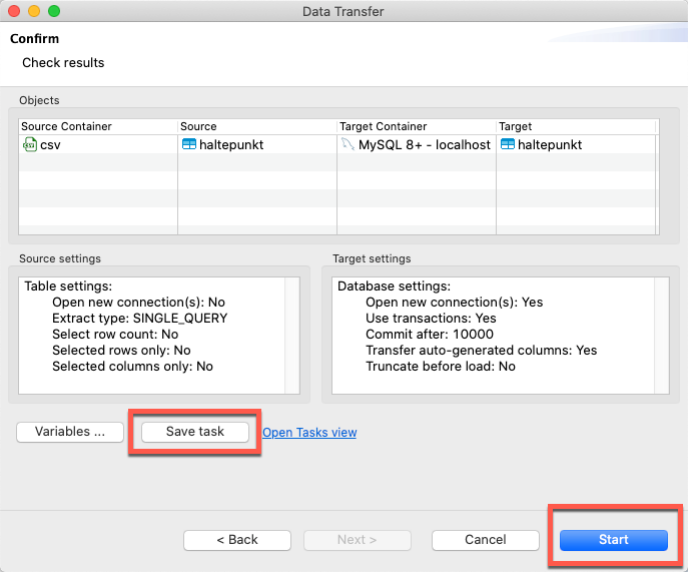 Data Transfer
Confirm
Check results
Objects
Source Container Source Target Container Target
csv haltepunkt MySQL 8+ - localhost haltepunkt
Source settings
Table settings:
Open new connection(s): No
Extract type: SINGLE_QUERY
Select row count: No
Selected rows only: No
Selected columns only: No
Target settings
Database settings:
Open new connection(s): Yes
Use transactions: Yes
Commit after: 10000
Transfer auto-generated columns: Yes
Truncate before load: No
Variables ... Save task Open Tasks view
< Back Next > Cancel Start